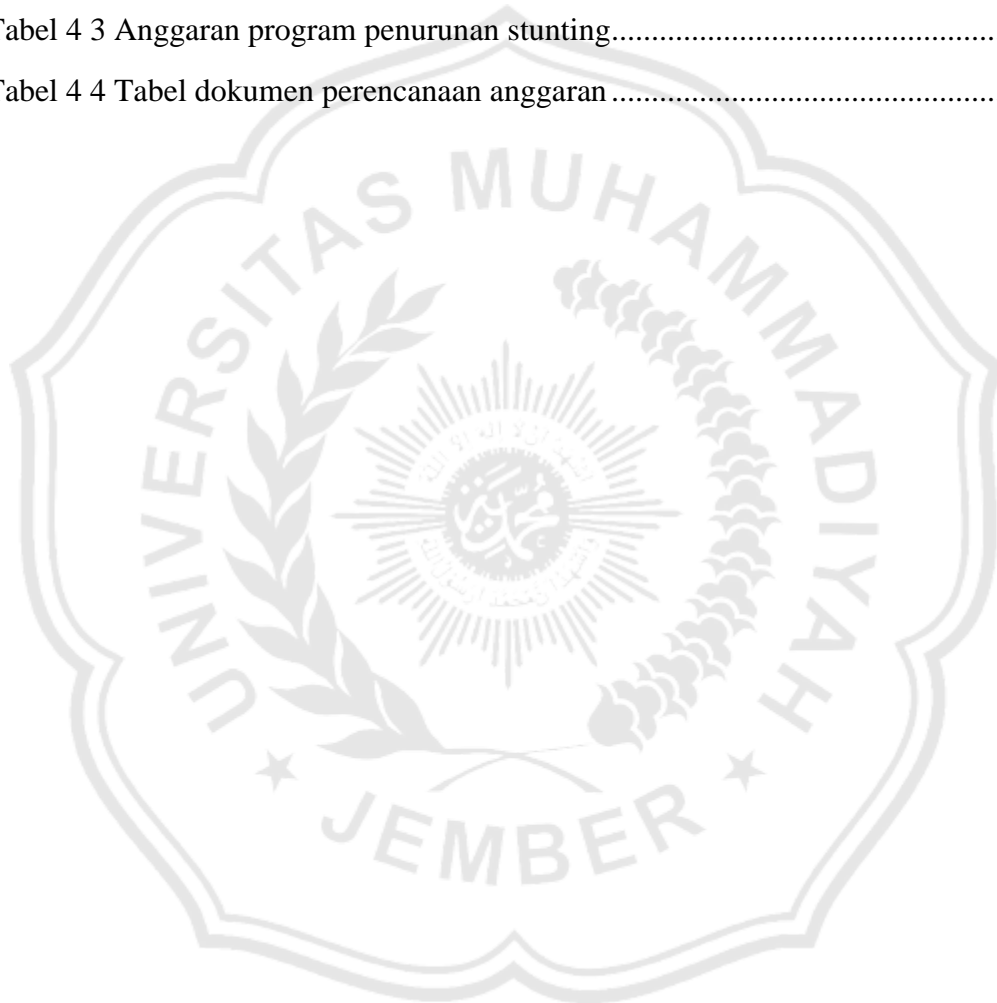 Tabel 4 3 Anggaran program penurunan stunting................................................
Tabel 4 4 Tabel dokumen perencanaan anggaran................................................
UNIVERSITAS MUHAMMADIYAH
JEMBER